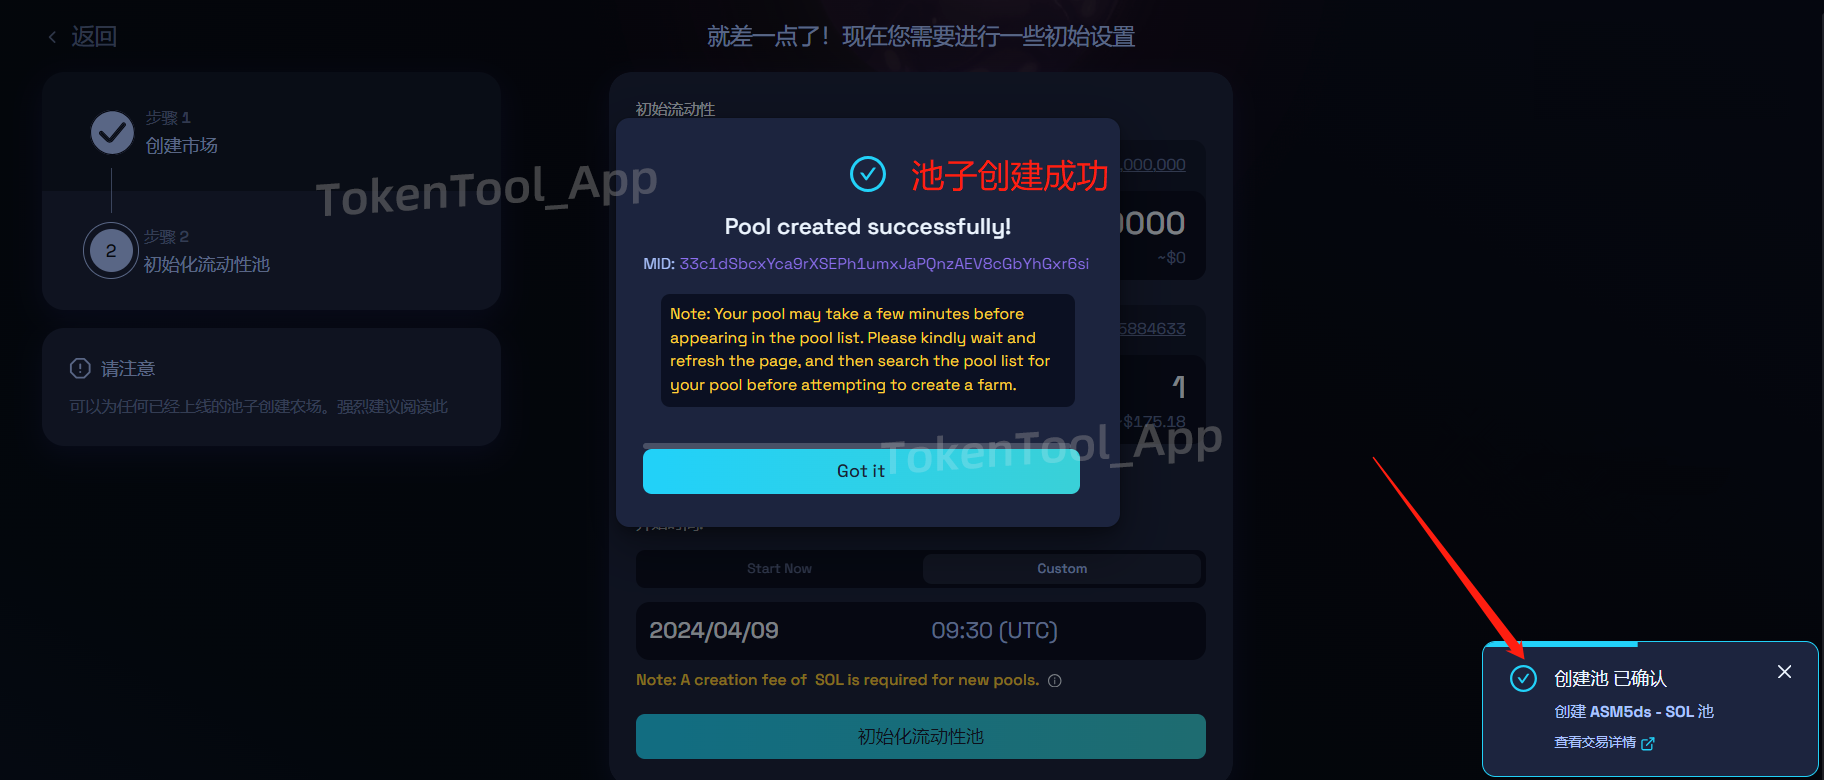 返回
就差一点了！现在您需要进行一些初始设置
步骤 1
创建市场
步骤 2
初始化流动性池
请注意
可以为任何已经上线的池子创建农场。强烈建议阅读此
初始流动性
.000.000
0000
~$0
5884633
1
~$175.18
池子创建成功
Pool created successfully!
MID: 33c1dSbcxYca9rXSEPh1umxJaPQnzAEV8cGbYhGxr6si
Note: Your pool may take a few minutes before
appearing in the pool list. Please kindly wait and
refresh the page, and then search the pool list for
your pool before attempting to create a farm.
Got it
Start Now
Custom
2024/04/09
09:30 (UTC)
Note: A creation fee of SOL is required for new pools.
初始化流动性池
创建池 已确认
创建 ASM5ds - SOL 池
查看交易详情
TokenTool_App
TokenTool_App